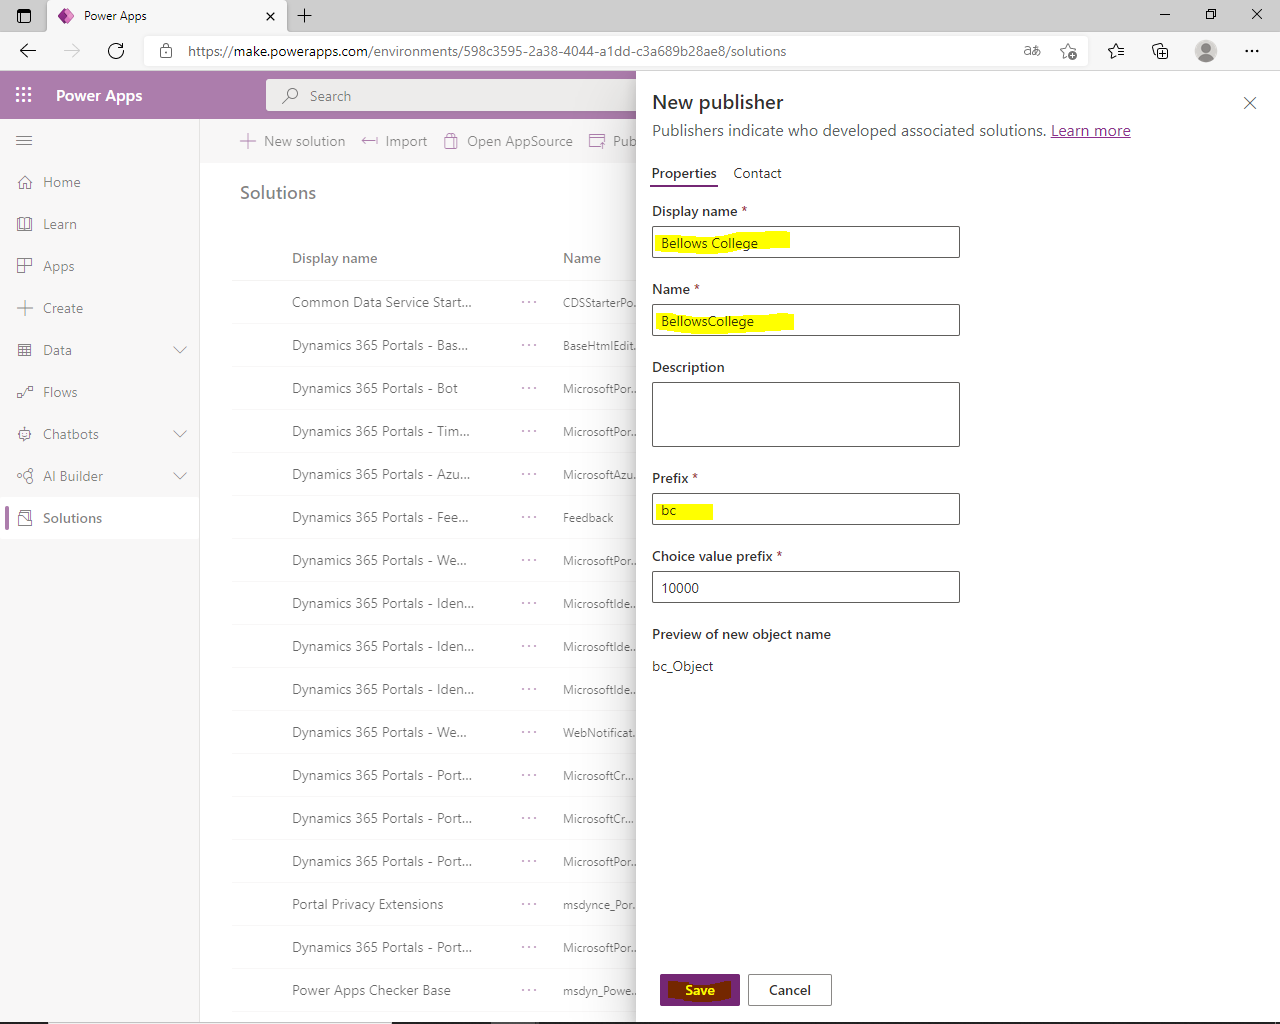 Power Apps
https://make.powerapps.com/environments/598c3595-2a38-4044-a1dd-c3a689b28ae8/solutions
Power Apps
Search
Home
Learn
Apps
Create
Data
Flows
Chatbots
AI Builder
Solutions
New solution Import Open AppSource Pub
Solutions
Display name Name
Common Data Service Start... ··· CDSStarterPo...
Dynamics 365 Portals - Bas... ··· BaseHtmlEdit...
Dynamics 365 Portals - Bot ··· MicrosoftPor...
Dynamics 365 Portals - Tim... ··· MicrosoftPor...
Dynamics 365 Portals - Azu... ··· MicrosoftAzu...
Dynamics 365 Portals - Fee... ··· Feedback
Dynamics 365 Portals - We... ··· MicrosoftPor...
Dynamics 365 Portals - Iden... ··· MicrosoftIde...
Dynamics 365 Portals - Iden... ··· MicrosoftIde...
Dynamics 365 Portals - Iden... ··· MicrosoftIde...
Dynamics 365 Portals - We... ··· WebNotificat...
Dynamics 365 Portals - Port... ··· MicrosoftCr...
Dynamics 365 Portals - Port... ··· MicrosoftCr...
Dynamics 365 Portals - Port... ··· MicrosoftPor...
Portal Privacy Extensions ··· msdynce_Por...
Dynamics 365 Portals - Port... ··· MicrosoftPor...
Power Apps Checker Base ··· msdyn_Powe...
New publisher
Publishers indicate who developed associated solutions. Learn more
Properties Contact
Display name *
Bellows College
Name *
BellowsCollege
Description
Prefix *
bc
Choice value prefix *
10000
Preview of new object name
bc_Object
Save Cancel